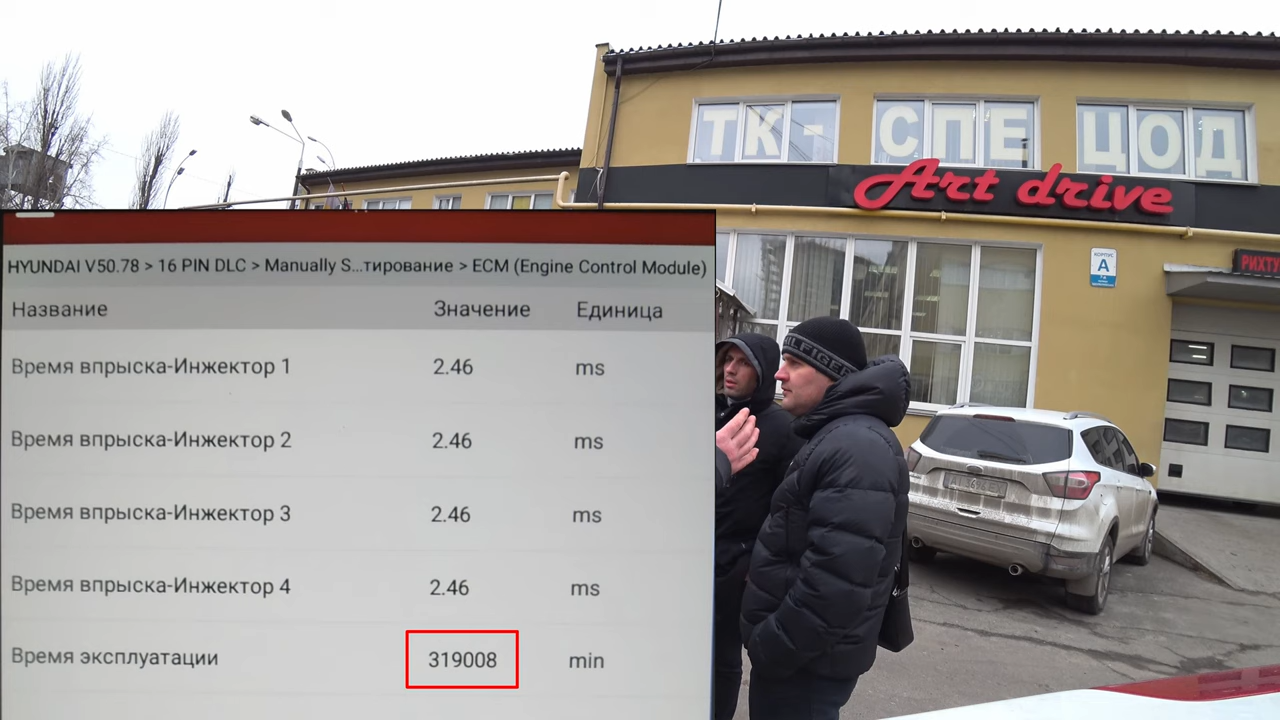 ТК-СПЕЦОД
Art drive
КОРПУС
А
РИХТУ
HYUNDAI V50.78 > 16 PIN DLC > Manually S...тирование > ECM (Engine Control Module)
Название Значение Единица
Время впрыска-Инжектор 1 2.46 ms
Время впрыска-Инжектор 2 2.46 ms
Время впрыска-Инжектор 3 2.46 ms
Время впрыска-Инжектор 4 2.46 ms
Время эксплуатации 319008 min
HILFIGER